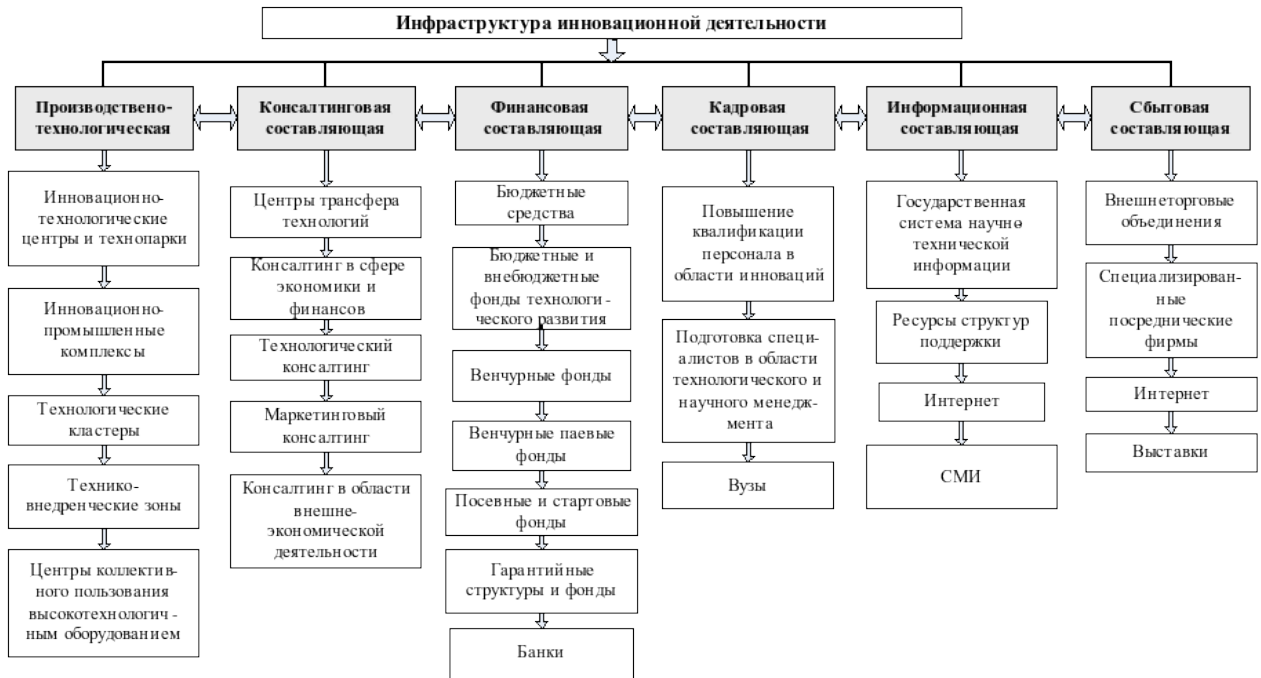 Инфраструктура инновационной деятельности
Производствено-
технологическая
Консалтинговая
составляющая
Финансовая
составляющая
Кадровая
составляющая
Информационная
составляющая
Сбытовая
составляющая
Инновационно-
технологические
центры и технопарки
Инновационно-
промышленные
комплексы
Технологические
кластеры
Технико-
внедренческие зоны
Центры коллектив-
ного пользования
высокотехнологич -
ным оборудованием
Центры трансфера
технологий
Консалтинг в сфере
экономики и
финансов
Технологический
консалтинг
Маркетинговый
консалтинг
Консалтинг в области
внешне-
экономической
деятельности
Бюджетные
средства
Бюджетные и
внебюджетные
фонды технологи-
ческого развития
Венчурные фонды
Венчурные паевые
фонды
Посевные и стартовые
фонды
Гарантийные
структуры и фонды
Банки
Повышение
квалификации
персонала в
области инноваций
Подготовка специ-
алистов в области
технологического и
научного менедж-
мента
Вузы
Государственная
система научно
технической
информации
Ресурсы структур
поддержки
Интернет
СМИ
Внешнеторговые
объединения
Специализирован-
ные
посреднические
фирмы
Интернет
Выставки